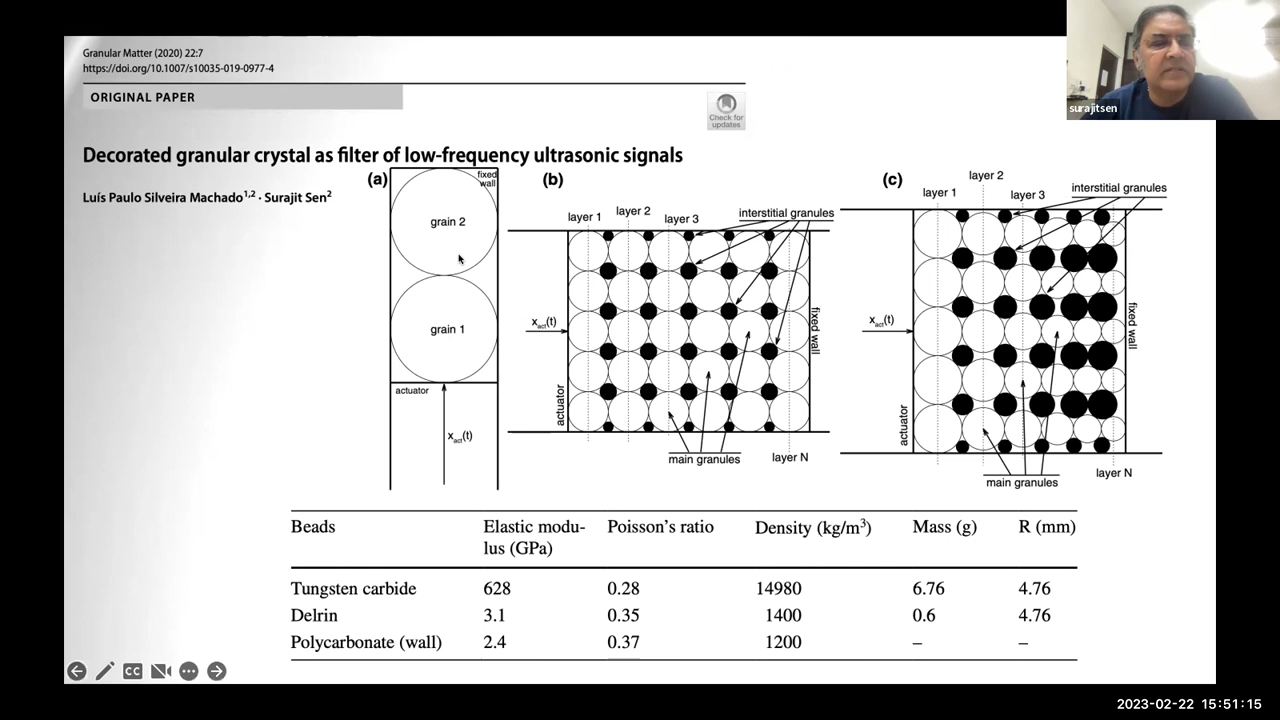 Granular Matter (2020) 22:7
https://doi.org/10.1007/s10035-019-0977-4
ORIGINAL PAPER
Check for
updates
surajitsen
Decorated granular crystal as filter of low-frequency ultrasonic signals
Luís Paulo Silveira Machado1,2 · Surajit Sen2
(a)
fixed
wall
grain 2
grain 1
actuator
xact(t)
(b)
layer 1
layer 2
layer 3
interstitial granules
xact(t)
actuator
fixed wall
main granules
layer N
(c)
layer 1
layer 2
layer 3
interstitial granules
xact(t)
actuator
fixed wall
main granules
layer N
Beads Elastic modu- Poisson's ratio Density (kg/m3) Mass (g) R (mm)
lus (GPa)
Tungsten carbide 628 0.28 14980 6.76 4.76
Delrin 3.1 0.35 1400 0.6 4.76
Polycarbonate (wall) 2.4 0.37 1200 – –
CC
2023-02-22 15:51:15